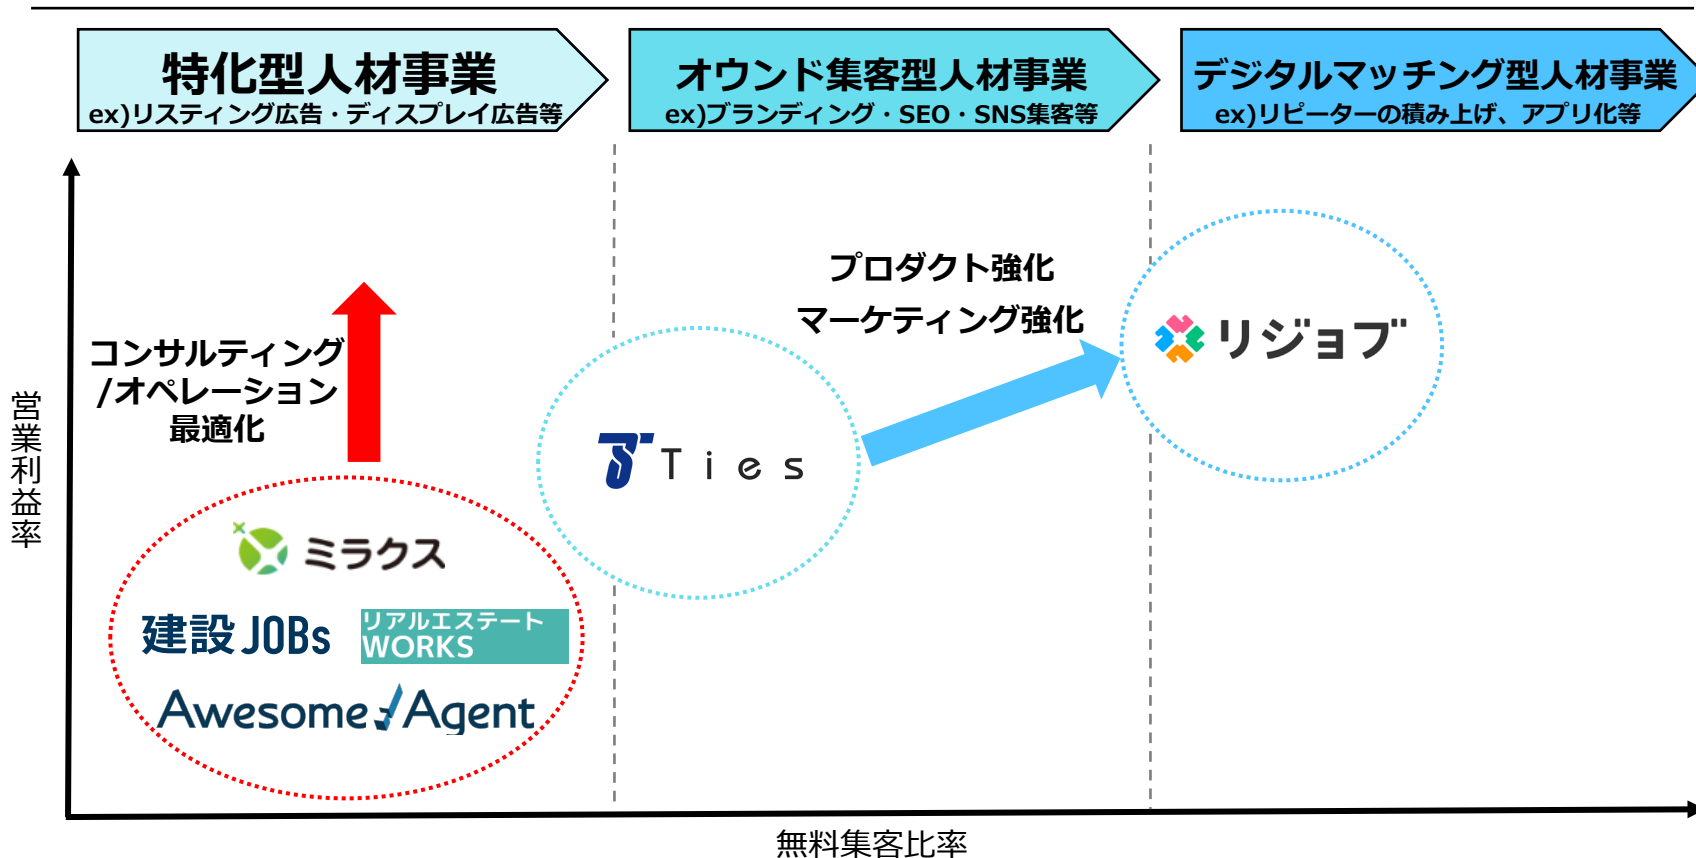 特化型人材事業
ex)リスティング広告・ディスプレイ広告等
オウンド集客型人材事業
ex)ブランディング・SEO・SNS集客等
デジタルマッチング型人材事業
ex)リピーターの積み上げ、アプリ化等
プロダクト強化
マーケティング強化
コンサルティング
/オペレーション
最適化
リジョブ
Ties
ミラクス
建設JOBs
リアルエステート
WORKS
Awesome Agent
営業利益率
無料集客比率